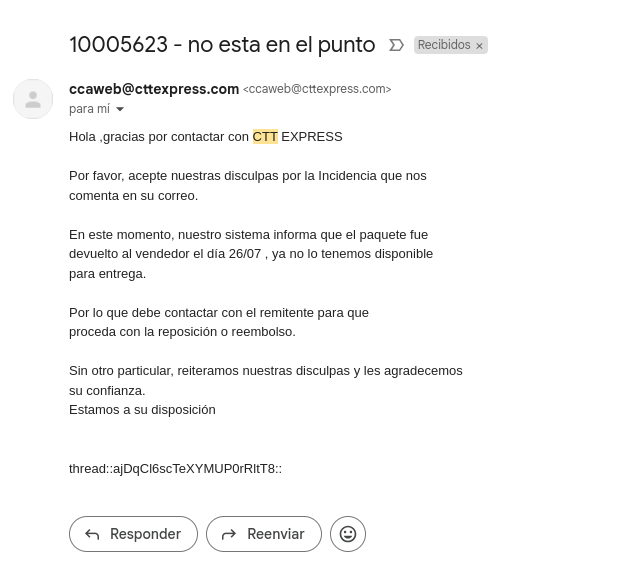 10005623 - no esta en el punto Recibidos ×
ccaweb@cttexpress.com <ccaweb@cttexpress.com>
para mí
Hola ,gracias por contactar con CTT EXPRESS
Por favor, acepte nuestras disculpas por la Incidencia que nos
comenta en su correo.
En este momento, nuestro sistema informa que el paquete fue
devuelto al vendedor el día 26/07 , ya no lo tenemos disponible
para entrega.
Por lo que debe contactar con el remitente para que
proceda con la reposición o reembolso.
Sin otro particular, reiteramos nuestras disculpas y les agradecemos
su confianza.
Estamos a su disposición
thread::ajDqCl6scTeXYMUP0rRltT8::
Responder Reenviar